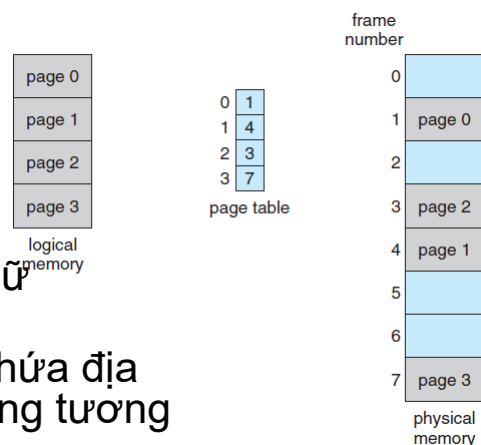 frame
number
page 0
page 1
page 2
page 3
logical
memory
0 1
1 4
2 3
3 7
page table
0
1 page 0
2
3 page 2
4 page 1
5
6
7 page 3
physical
memory
ữ
hứa địa
ng tương